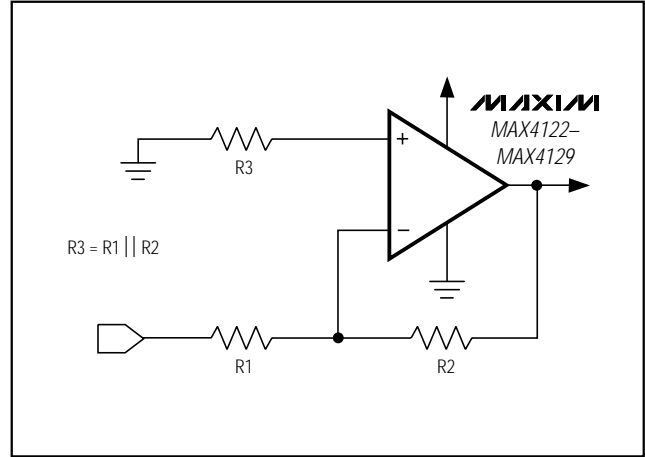 MAXIM
MAX4122–
MAX4129
+
R3
−
R3 = R1 || R2
R1
R2